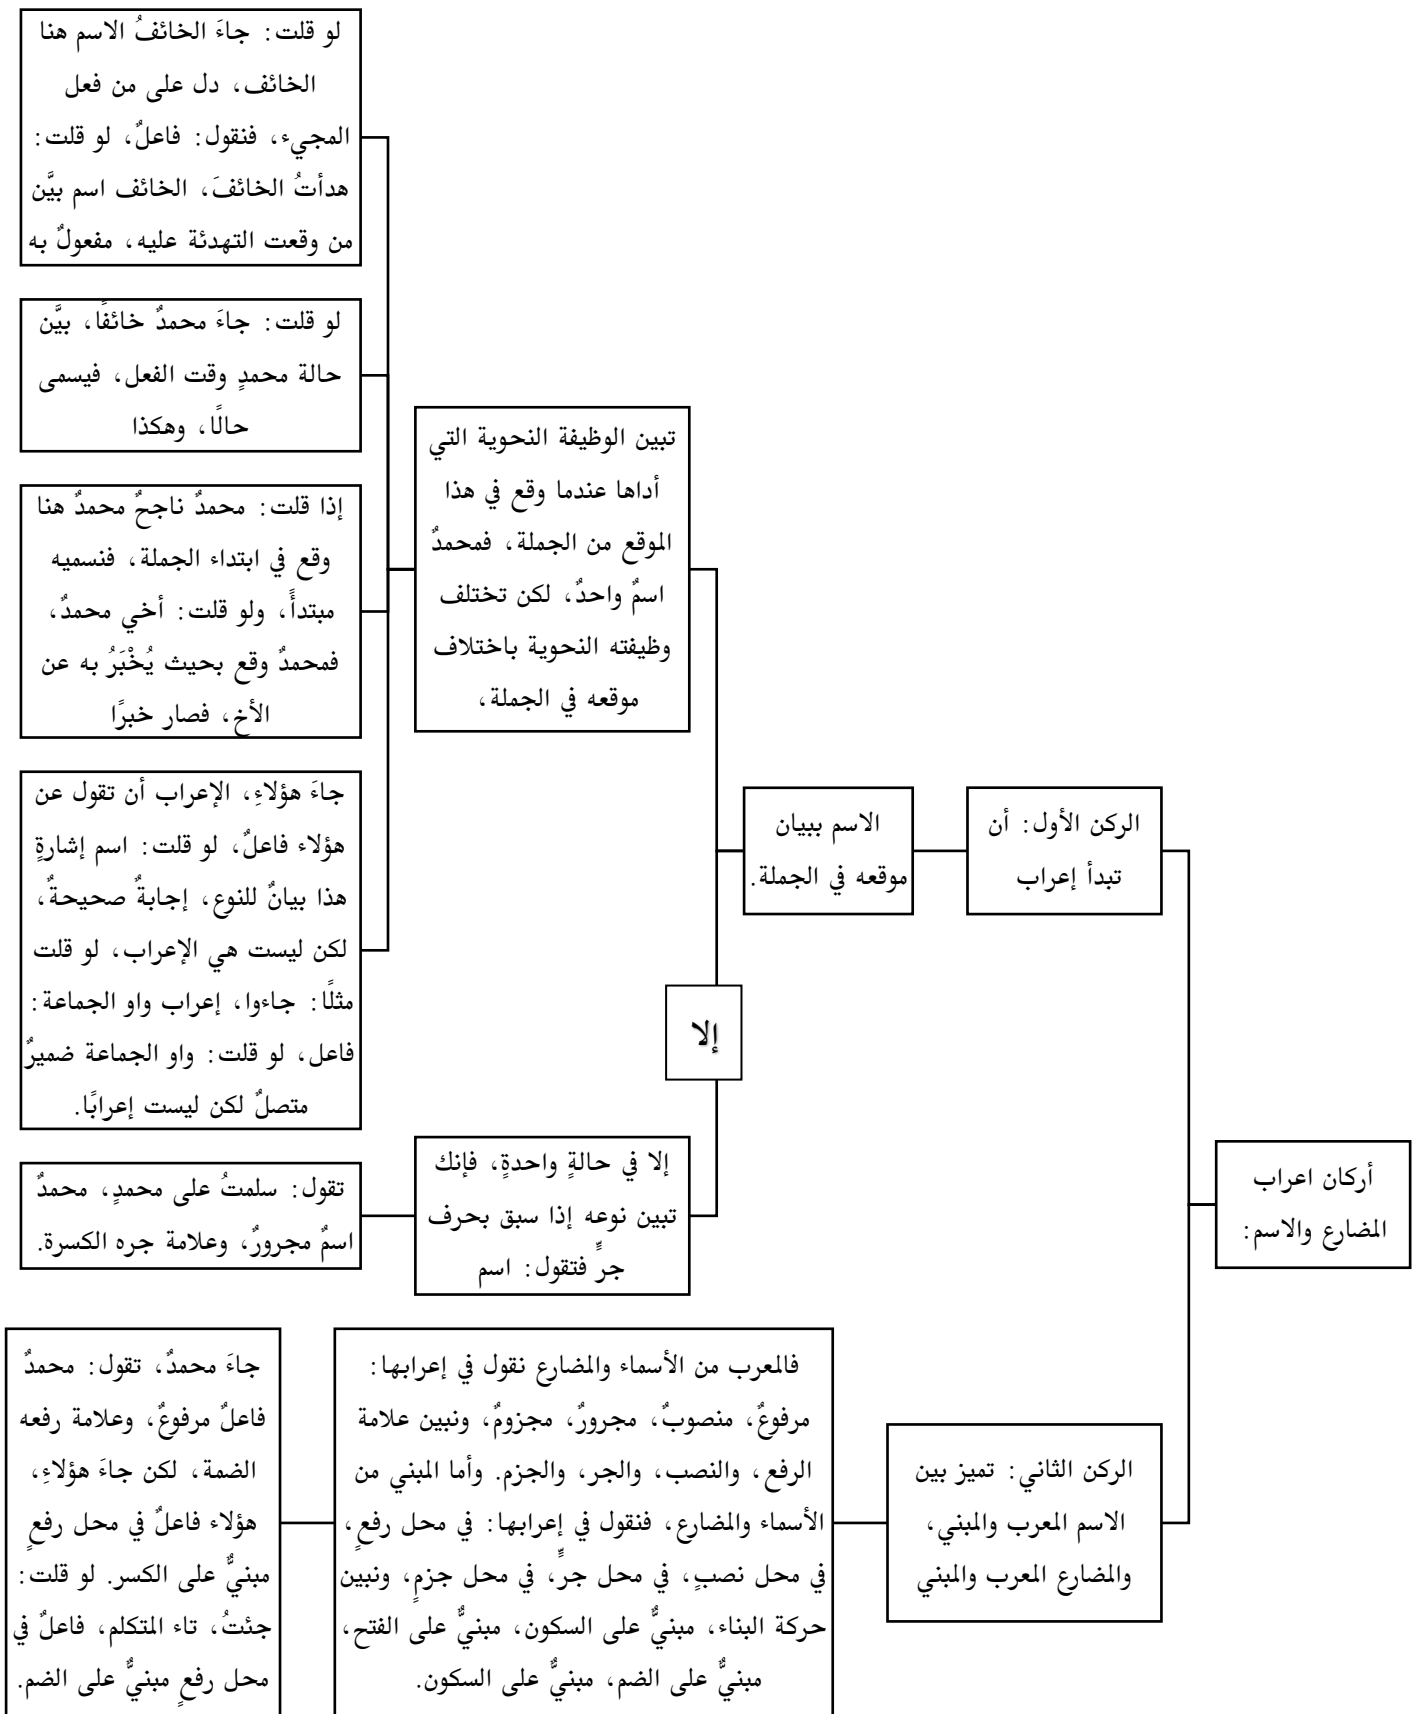 أركان اعراب
المضارع والاسم:
الركن الأول: أن
تبدأ إعراب
الاسم ببيان
موقعه في الجملة.
تبين الوظيفة النحوية التي
أداها عندما وقع في هذا
الموقع من الجملة، فمحمدٌ
اسمٌ واحدٌ، لكن تختلف
وظيفته النحوية باختلاف
موقعه في الجملة،
لو قلت: جاءَ الخائفُ الاسم هنا
الخائف، دل على من فعل
المجيء، فنقول: فاعلٌ، لو قلت:
هدأتُ الخائفَ، الخائف اسم بيَّن
من وقعت التهدئة عليه، مفعولٌ به
لو قلت: جاءَ محمدٌ خائفًا، بيَّن
حالة محمدٍ وقت الفعل، فيسمى
حالًا، وهكذا
إذا قلت: محمدٌ ناجحٌ محمدٌ هنا
وقع في ابتداء الجملة، فنسميه
مبتدأً، ولو قلت: أخي محمدٌ،
فمحمدٌ وقع بحيث يُخْبَرُ به عن
الأخ، فصار خبرًا
جاءَ هؤلاءِ، الإعراب أن تقول عن
هؤلاء فاعلٌ، لو قلت: اسم إشارةٍ
هذا بيانٌ للنوع، إجابةٌ صحيحةٌ،
لكن ليست هي الإعراب، لو قلت
مثلًا: جاءوا، إعراب واو الجماعة:
فاعل، لو قلت: واو الجماعة ضميرٌ
متصلٌ لكن ليست إعرابًا.
إلا
إلا في حالةٍ واحدةٍ، فإنك
تبين نوعه إذا سبق بحرف
جرٍّ فتقول: اسم
تقول: سلمتُ على محمدٍ، محمدٌ
اسمٌ مجرورٌ، وعلامة جره الكسرة.
الركن الثاني: تميز بين
الاسم المعرب والمبني،
والمضارع المعرب والمبني
فالمعرب من الأسماء والمضارع نقول في إعرابها:
مرفوعٌ، منصوبٌ، مجرورٌ، مجزومٌ، ونبين علامة
الرفع، والنصب، والجر، والجزم. وأما المبني من
الأسماء والمضارع، فنقول في إعرابها: في محل رفعٍ،
في محل نصبٍ، في محل جرٍّ، في محل جزمٍ، ونبين
حركة البناء، مبنيٌّ على السكون، مبنيٌّ على الفتح،
مبنيٌّ على الضم، مبنيٌّ على السكون.
جاءَ محمدٌ، تقول: محمدٌ
فاعلٌ مرفوعٌ، وعلامة رفعه
الضمة، لكن جاءَ هؤلاءِ،
هؤلاء فاعلٌ في محل رفعٍ
مبنيٌّ على الكسر. لو قلت:
جئتُ، تاء المتكلم، فاعلٌ في
محل رفعٍ مبنيٌّ على الضم.